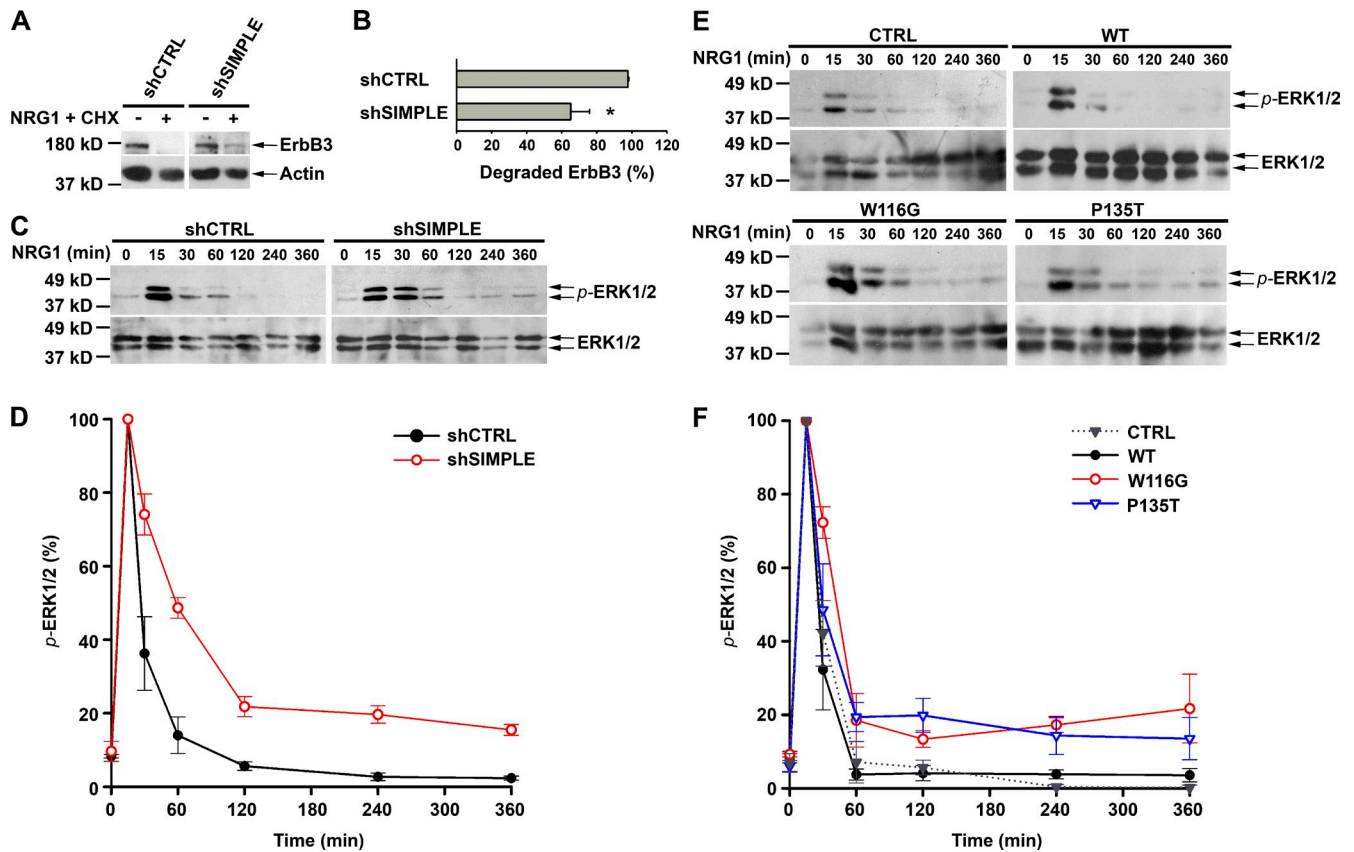 A
shCTRL
shSIMPLE
NRG1 + CHX - + - +
180 kD
ErbB3
Actin
37 kD
B
shCTRL
shSIMPLE
*
0 20 40 60 80 100 120
Degraded ErbB3 (%)
C
shCTRL shSIMPLE
NRG1 (min) 0 15 30 60 120 240 360 0 15 30 60 120 240 360
49 kD
p-ERK1/2
37 kD
49 kD
ERK1/2
37 kD
D
shCTRL
shSIMPLE
p-ERK1/2 (%)
100
80
60
40
20
0
0 60 120 180 240 300 360
Time (min)
E
CTRL WT
NRG1 (min) 0 15 30 60 120 240 360 0 15 30 60 120 240 360
49 kD
p-ERK1/2
37 kD
49 kD
ERK1/2
37 kD
W116G P135T
NRG1 (min) 0 15 30 60 120 240 360 0 15 30 60 120 240 360
49 kD
p-ERK1/2
37 kD
49 kD
ERK1/2
37 kD
F
CTRL
WT
W116G
P135T
p-ERK1/2 (%)
100
80
60
40
20
0
0 60 120 180 240 300 360
Time (min)